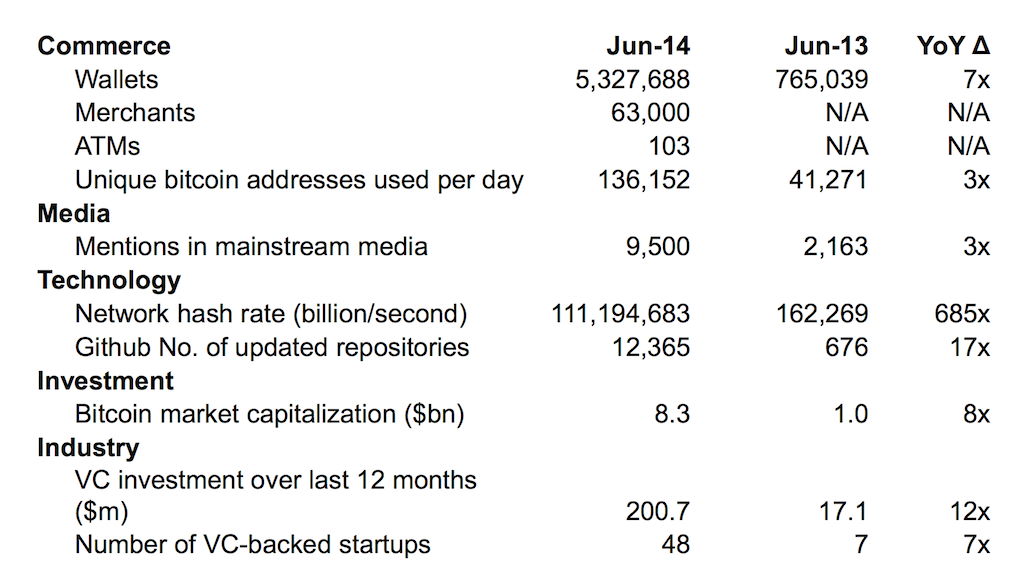 Commerce Jun-14 Jun-13 YoY Δ
Wallets 5,327,688 765,039 7x
Merchants 63,000 N/A N/A
ATMs 103 N/A N/A
Unique bitcoin addresses used per day 136,152 41,271 3x
Media
Mentions in mainstream media 9,500 2,163 3x
Technology
Network hash rate (billion/second) 111,194,683 162,269 685x
Github No. of updated repositories 12,365 676 17x
Investment
Bitcoin market capitalization ($bn) 8.3 1.0 8x
Industry
VC investment over last 12 months
($m) 200.7 17.1 12x
Number of VC-backed startups 48 7 7x